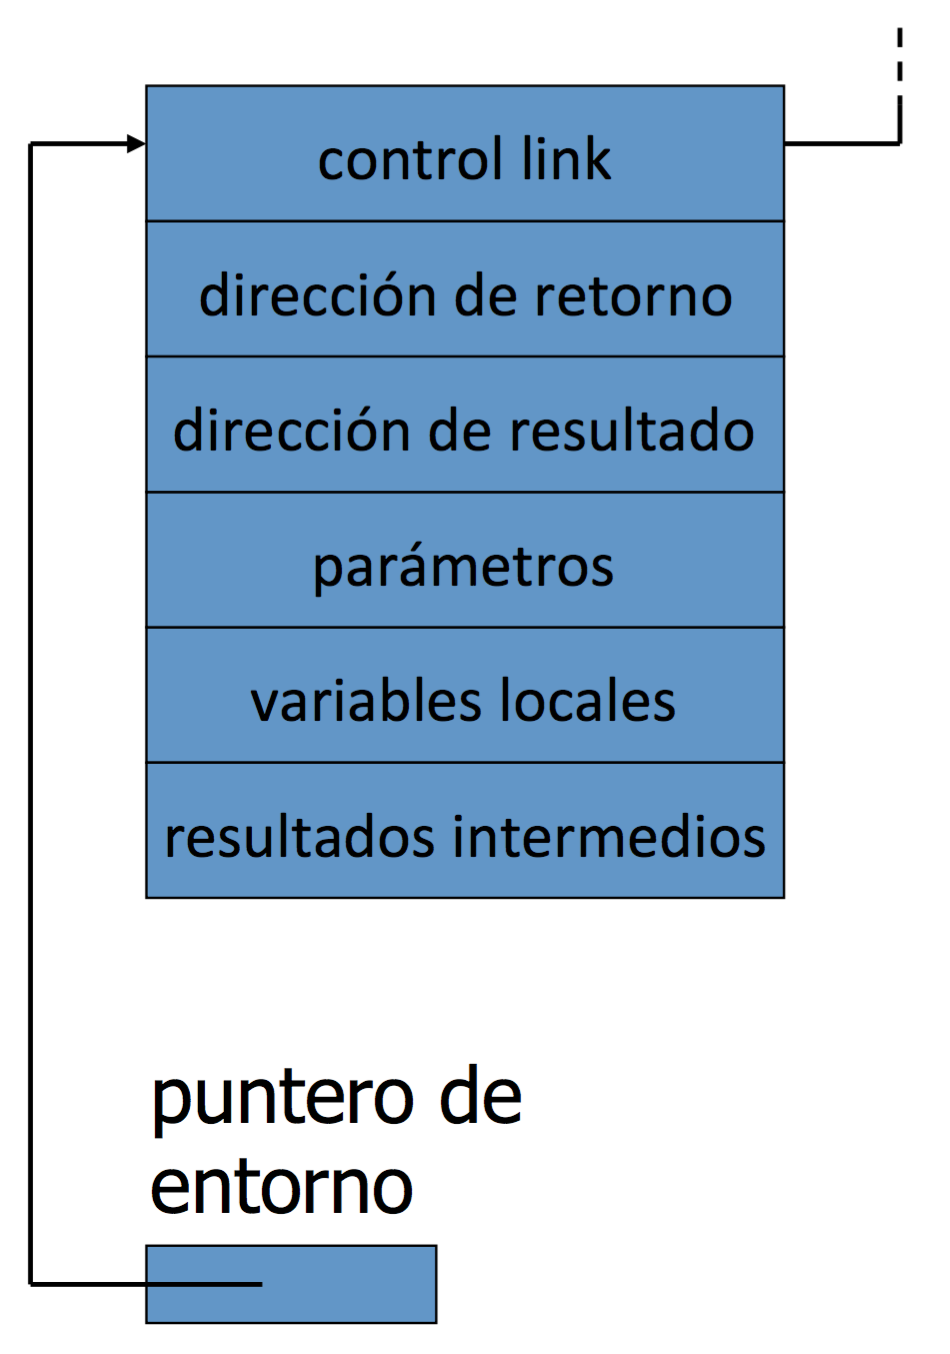 control link
dirección de retorno
dirección de resultado
parámetros
variables locales
resultados intermedios
puntero de
entorno